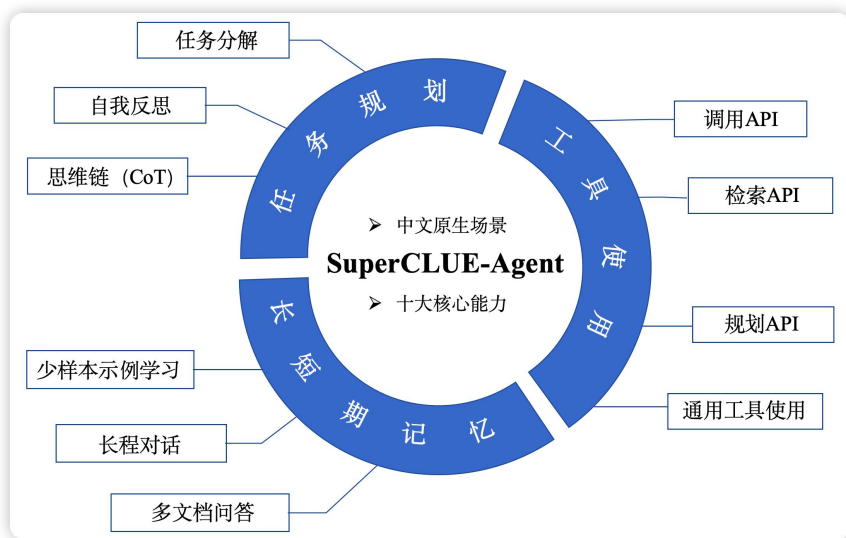 任务分解
自我反思
思维链（CoT）
任务规划
调用API
检索API
规划API
通用工具使用
工具使用
中文原生场景
SuperCLUE-Agent
十大核心能力
长短期记忆
少样本示例学习
长程对话
多文档问答